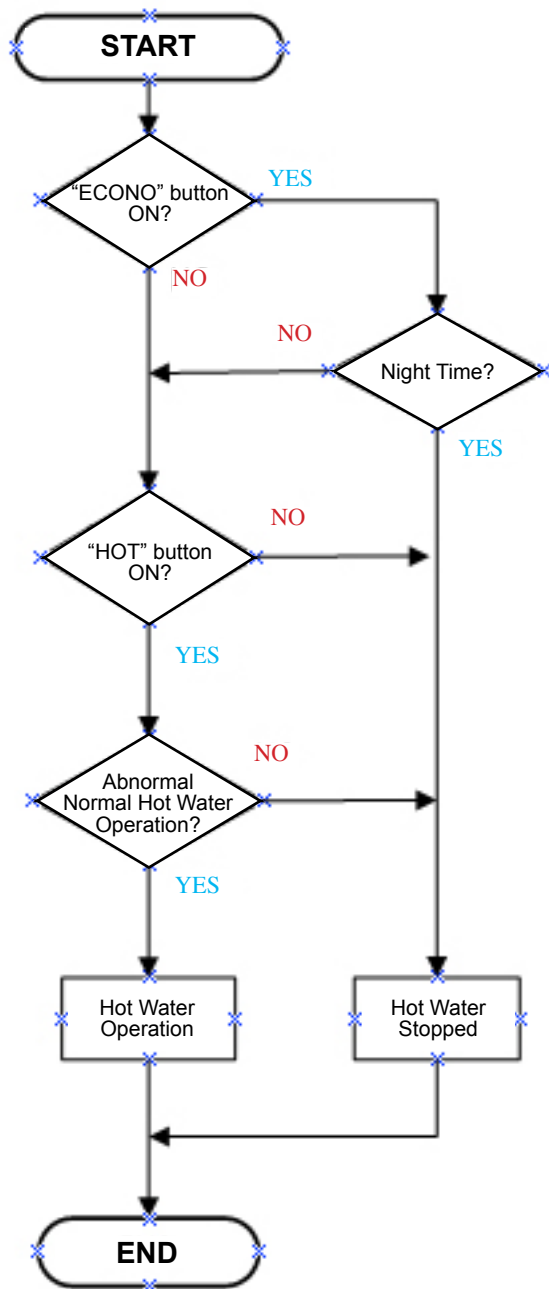 START
“ECONO” button
ON?
YES
NO
NO
Night Time?
YES
“HOT” button
ON?
NO
YES
Abnormal
Normal Hot Water
Operation?
NO
YES
Hot Water
Operation
Hot Water
Stopped
END